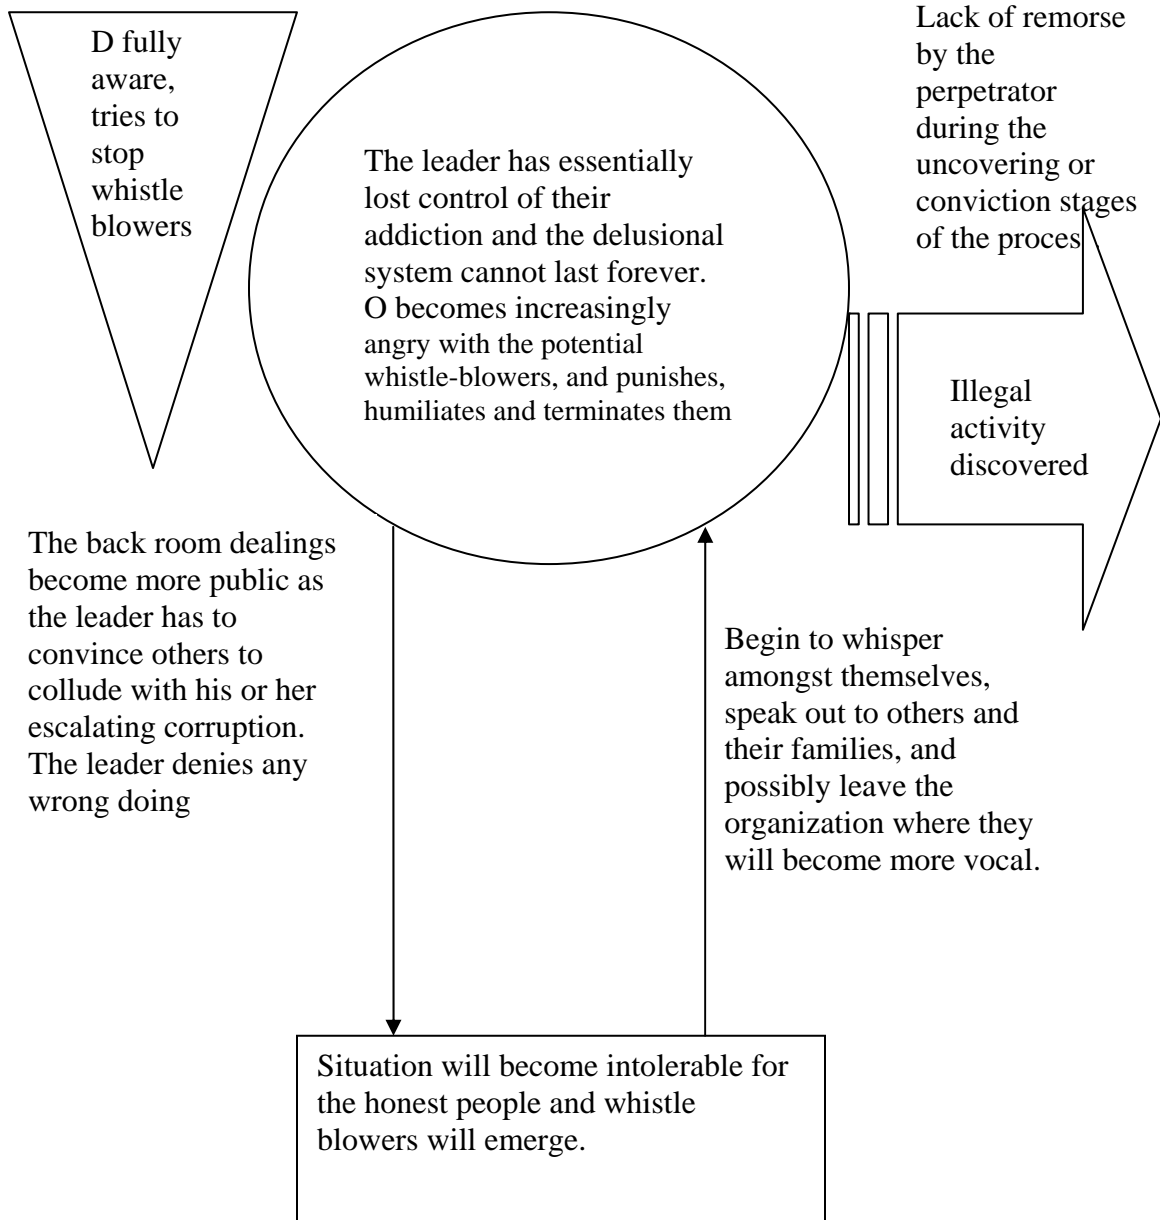 D fully
aware,
tries to
stop
whistle
blowers
The leader has essentially
lost control of their
addiction and the delusional
system cannot last forever.
O becomes increasingly
angry with the potential
whistle-blowers, and punishes,
humiliates and terminates them
Lack of remorse
by the
perpetrator
during the
uncovering or
conviction stages
of the proces
Illegal
activity
discovered
The back room dealings
become more public as
the leader has to
convince others to
collude with his or her
escalating corruption.
The leader denies any
wrong doing
Begin to whisper
amongst themselves,
speak out to others and
their families, and
possibly leave the
organization where they
will become more vocal.
Situation will become intolerable for
the honest people and whistle
blowers will emerge.